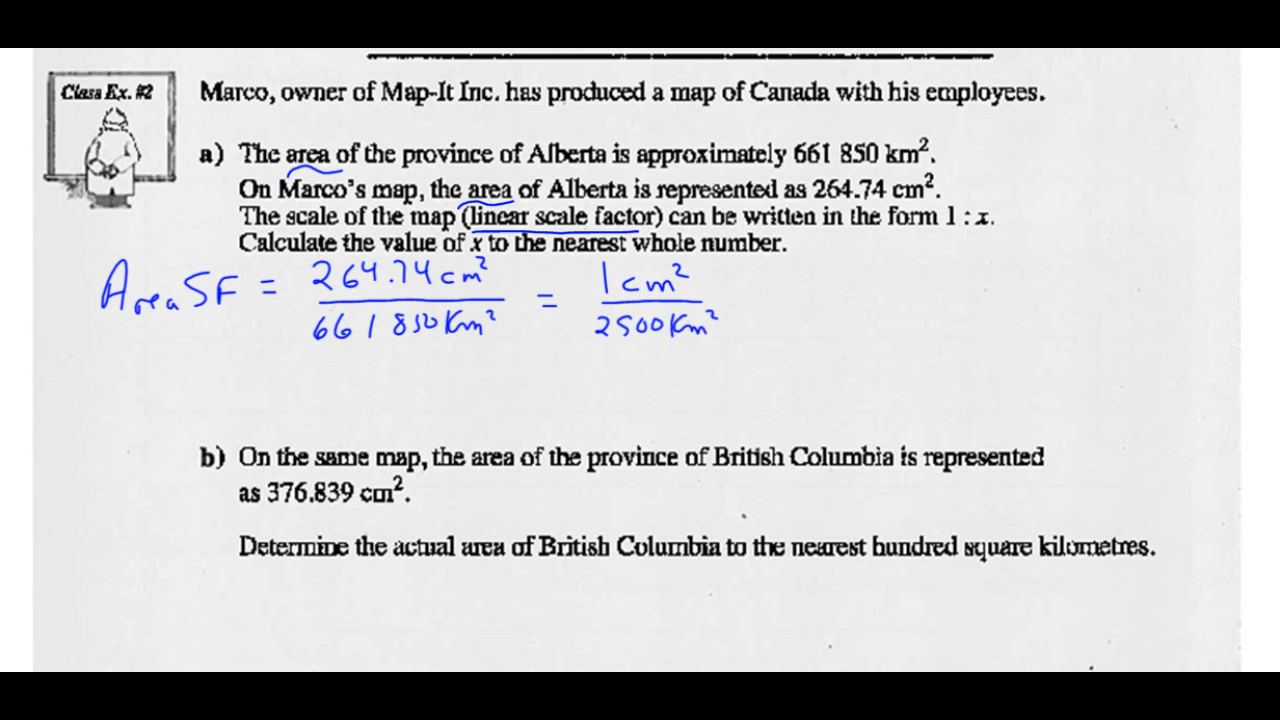 Class Ex. #2
Marco, owner of Map-It Inc. has produced a map of Canada with his employees.
a) The area of the province of Alberta is approximately 661 850 km².
On Marco's map, the area of Alberta is represented as 264.74 cm².
The scale of the map (linear scale factor) can be written in the form 1 : x.
Calculate the value of x to the nearest whole number.
Area SF = 264.74 cm² / 661 850 Km² = 1 cm² / 2500 Km²
b) On the same map, the area of the province of British Columbia is represented
as 376.839 cm².
Determine the actual area of British Columbia to the nearest hundred square kilometres.